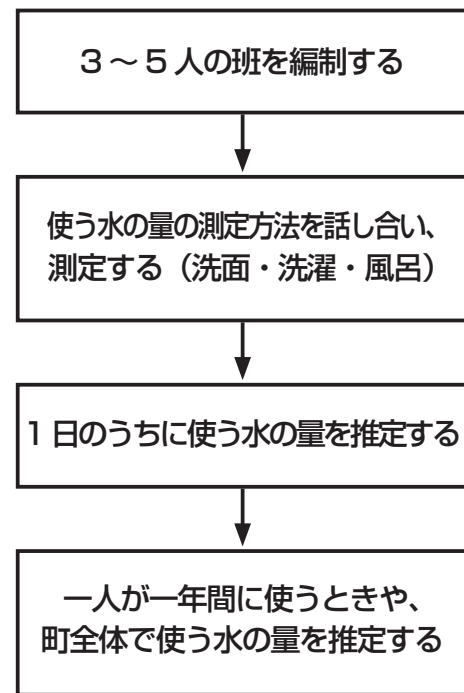 3～5人の班を編制する
使う水の量の測定方法を話し合い、
測定する（洗面・洗濯・風呂）
1日のうちに使う水の量を推定する
一人が一年間に使うときや、
町全体で使う水の量を推定する